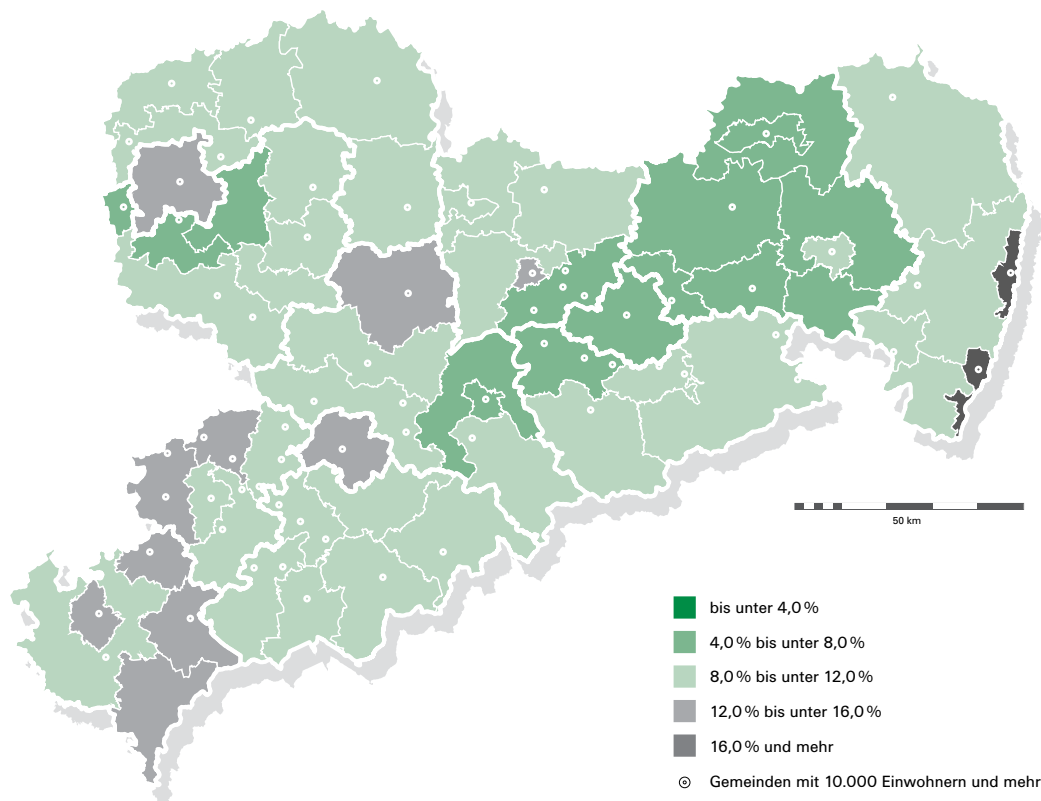 50 km
bis unter 4,0 %
4,0 % bis unter 8,0 %
8,0 % bis unter 12,0 %
12,0 % bis unter 16,0 %
16,0 % und mehr
Gemeinden mit 10.000 Einwohnern und mehr